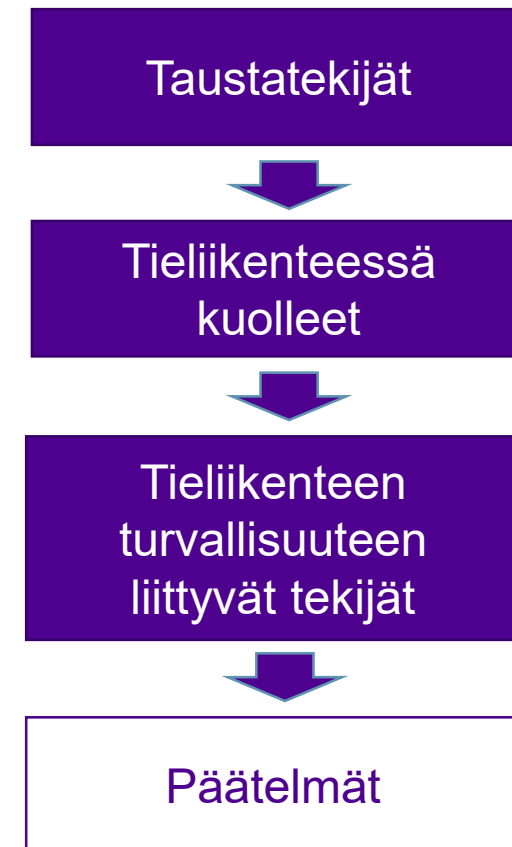 Taustatekijät
Tieliikenteessä
kuolleet
Tieliikenteen
turvallisuuteen
liittyvät tekijät
Päätelmät